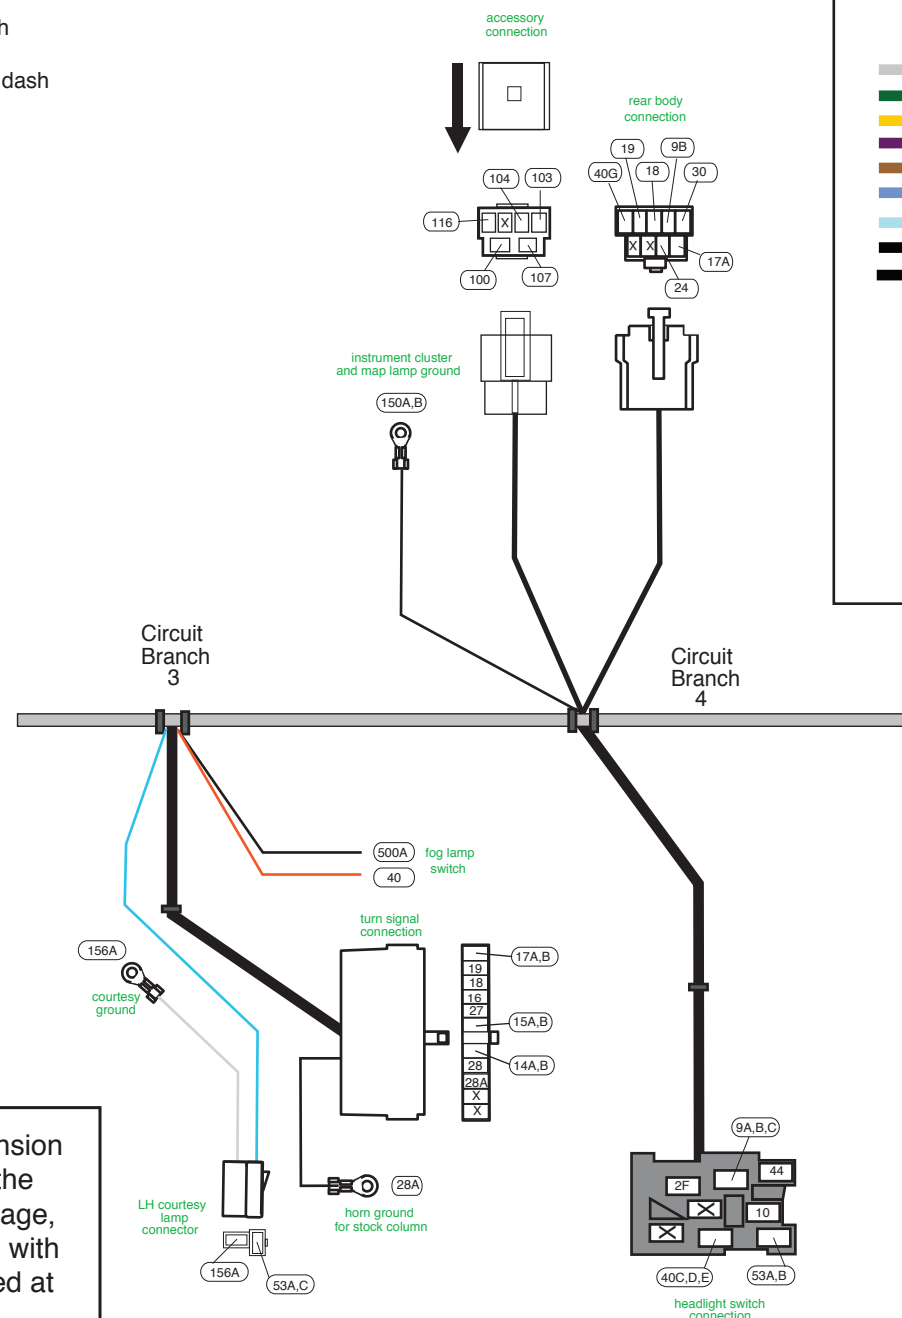 h
dash
accessory
connection
rear body
connection
19
9B
40G
18
30
104
103
116
X
X
X
17A
100
107
24
instrument cluster
and map lamp ground
150A,B
Circuit
Branch
3
Circuit
Branch
4
500A
fog lamp
switch
40
turn signal
connection
156A
courtesy
ground
17A,B
19
18
16
27
15A,B
14A,B
28
28A
X
X
nsion
the
age,
with
ed at
LH courtesy
lamp
connector
156A
53A,C
28A
horn ground
for stock column
9A,B,C
44
2F
X
10
X
40C,D,E
53A,B
headlight switch
connection